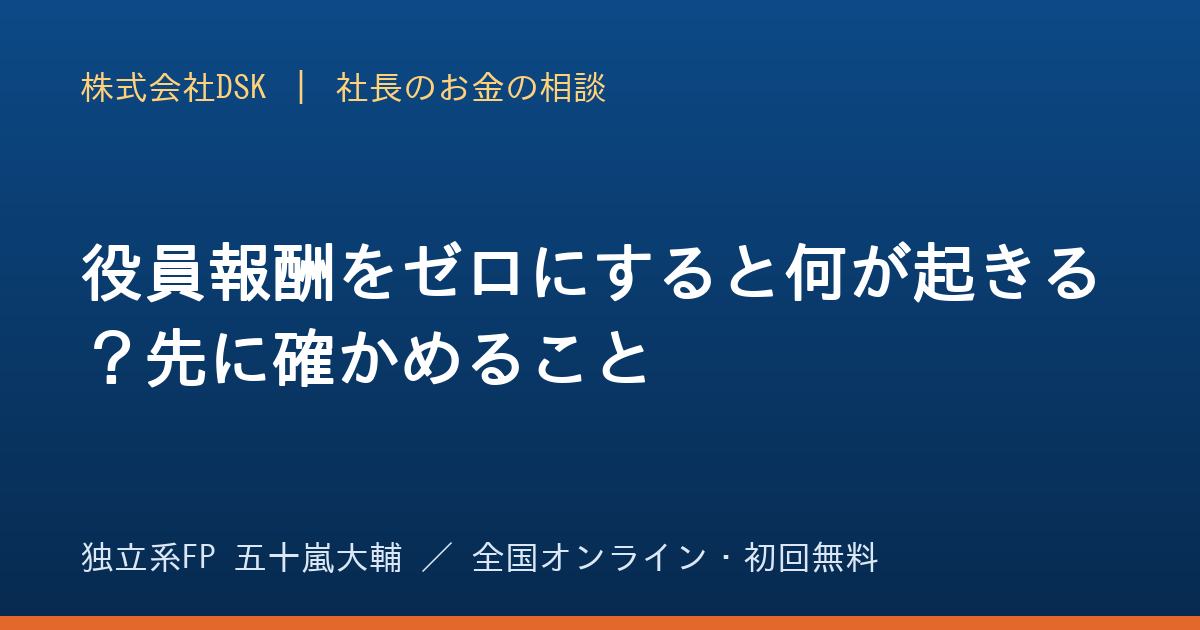 株式会社DSK ｜ 社長のお金の相談
役員報酬をゼロにすると何が起きる
？先に確かめること
独立系FP 五十嵐大輔 ／ 全国オンライン・初回無料